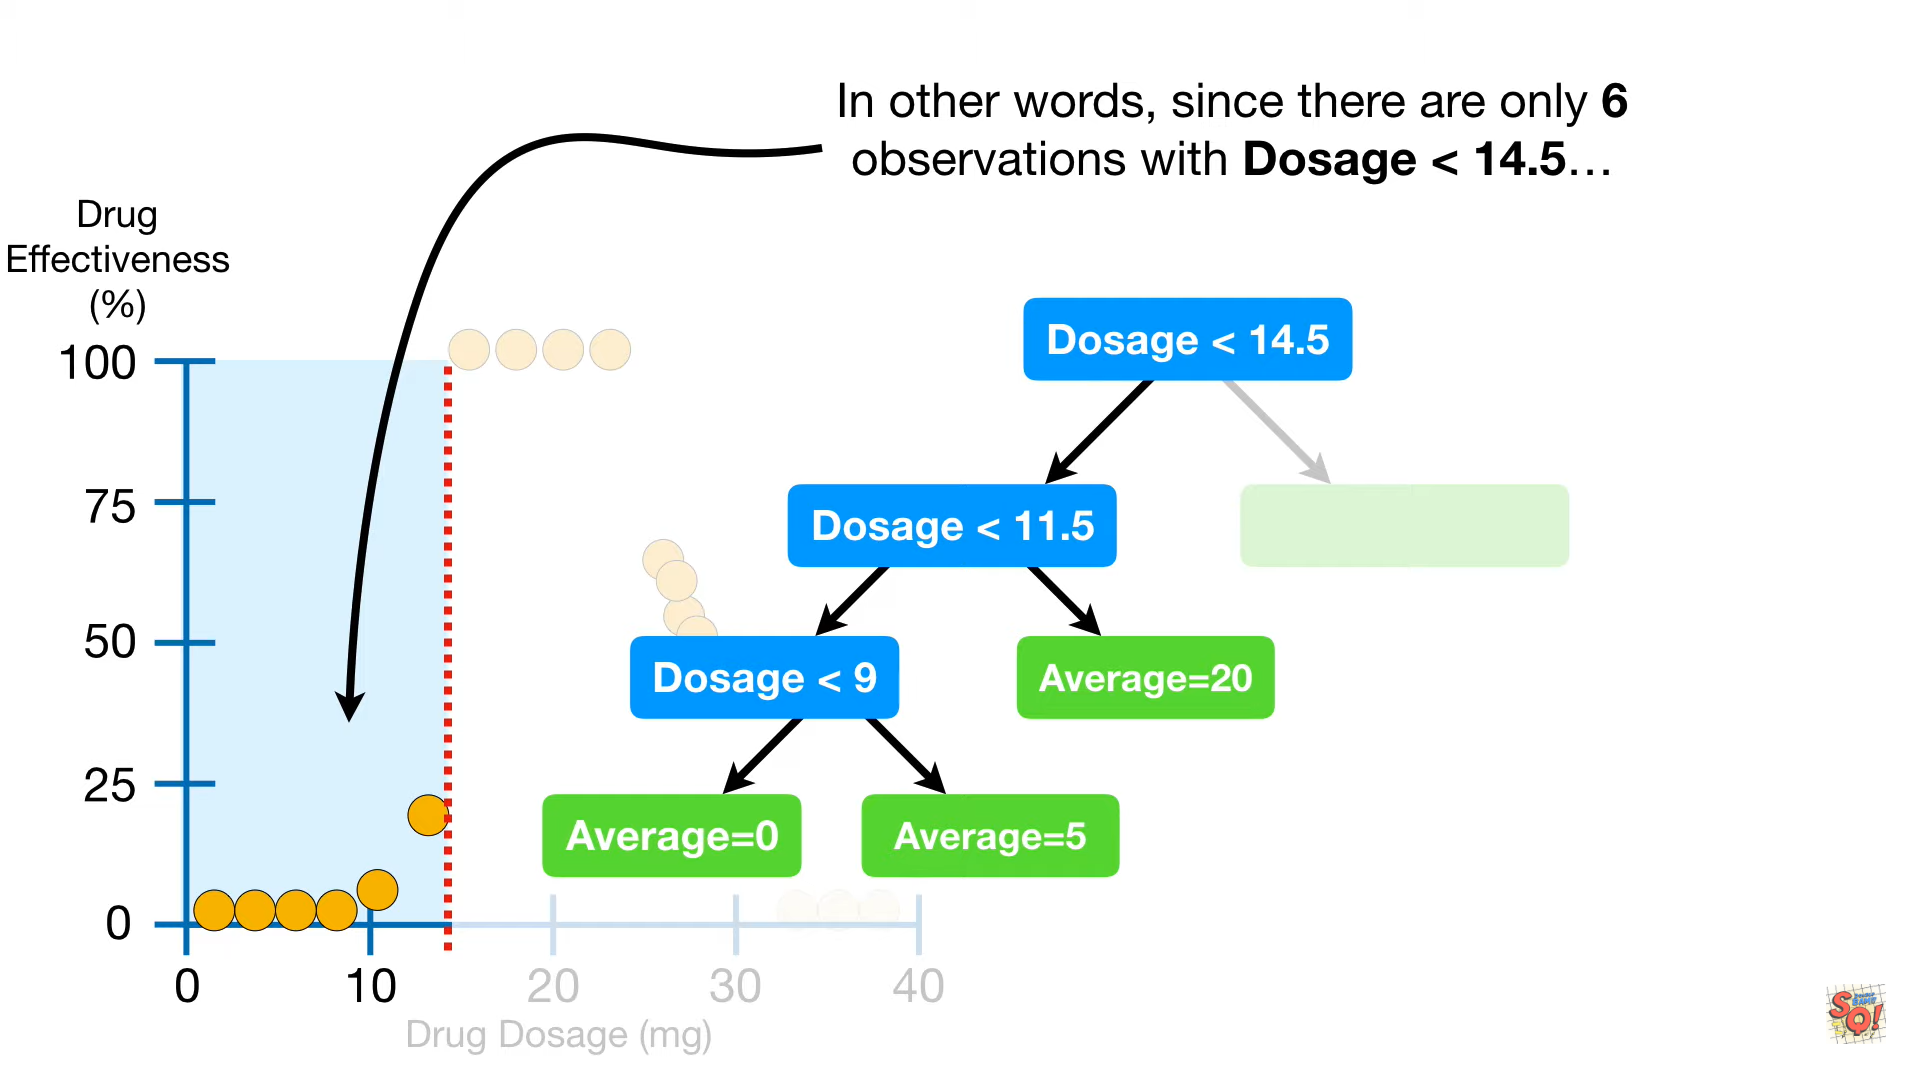 In other words, since there are only 6
observations with Dosage < 14.5…
Drug
Effectiveness
(%)
100
75
50
25
0
0
10
20
30
40
Drug Dosage (mg)
Dosage < 14.5
Dosage < 11.5
Dosage < 9
Average=20
Average=0
Average=5
SQ!